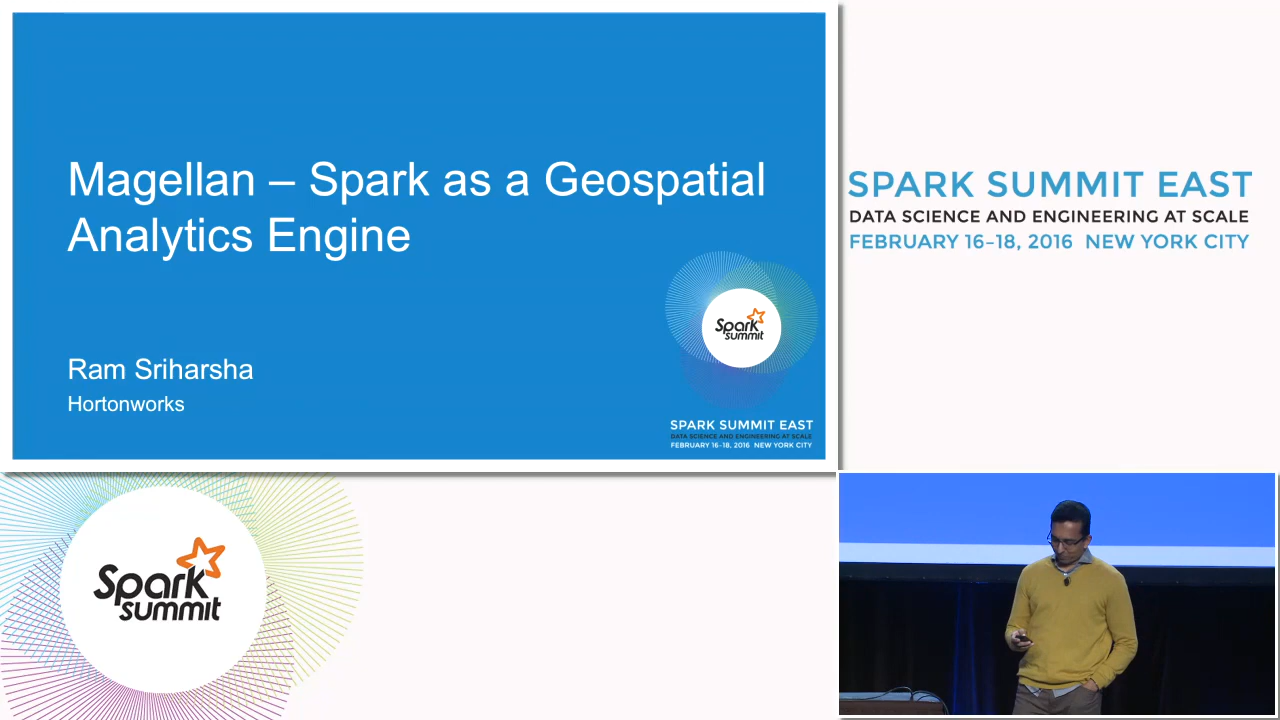 Magellan – Spark as a Geospatial
Analytics Engine
Ram Sriharsha
Hortonworks
Spark
summit
SPARK SUMMIT EAST
DATA SCIENCE AND ENGINEERING AT SCALE
FEBRUARY 16-18, 2016 NEW YORK CITY
SPARK SUMMIT EAST
DATA SCIENCE AND ENGINEERING AT SCALE
FEBRUARY 16–18, 2016 NEW YORK CITY
Spark
summit